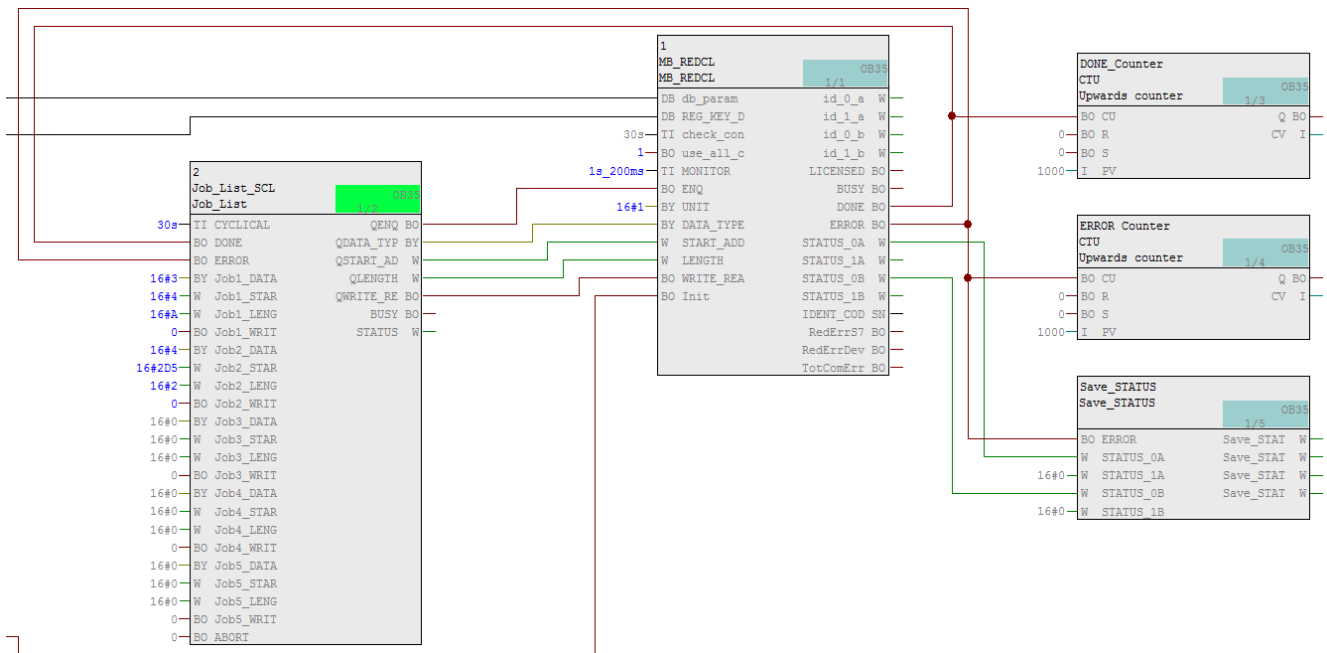 1
MB_REDCL
MB_REDCL
OB35
1/1
DB db_param id_0_a W
DB REG_KEY_D id_1_a W
30s TI check_con id_0_b W
1 BO use_all_c id_1_b W
1s_200ms TI MONITOR LICENSED BO
BO ENQ BUSY BO
16#1 BY UNIT DONE BO
BY DATA_TYPE ERROR BO
W START_ADD STATUS_0A W
W LENGTH STATUS_1A W
BO WRITE_REA STATUS_0B W
BO Init STATUS_1B W
IDENT_COD SN
RedErrS7 BO
RedErrDev BO
TotComErr BO
2
Job_List_SCL
Job_List
OB35
1/2
30s TI CYCLICAL QENQ BO
BO DONE QDATA_TYP BY
BO ERROR QSTART_AD W
16#3 BY Job1_DATA QLENGTH W
16#4 W Job1_STAR QWRITE_RE BO
16#A W Job1_LENG BUSY BO
0 BO Job1_WRIT STATUS W
16#4 BY Job2_DATA
16#2D5 W Job2_STAR
16#2 W Job2_LENG
0 BO Job2_WRIT
16#0 BY Job3_DATA
16#0 W Job3_STAR
16#0 W Job3_LENG
0 BO Job3_WRIT
16#0 BY Job4_DATA
16#0 W Job4_STAR
16#0 W Job4_LENG
0 BO Job4_WRIT
16#0 BY Job5_DATA
16#0 W Job5_STAR
16#0 W Job5_LENG
0 BO Job5_WRIT
0 BO ABORT
DONE_Counter
CTU
Upwards counter
OB35
1/3
BO CU Q BO
0 BO R CV I
0 BO S
1000 I PV
ERROR Counter
CTU
Upwards counter
OB35
1/4
BO CU Q BO
0 BO R CV I
0 BO S
1000 I PV
Save_STATUS
Save_STATUS
OB35
1/5
BO ERROR Save_STAT W
W STATUS_0A Save_STAT W
16#0 W STATUS_1A Save_STAT W
W STATUS_0B Save_STAT W
16#0 W STATUS_1B